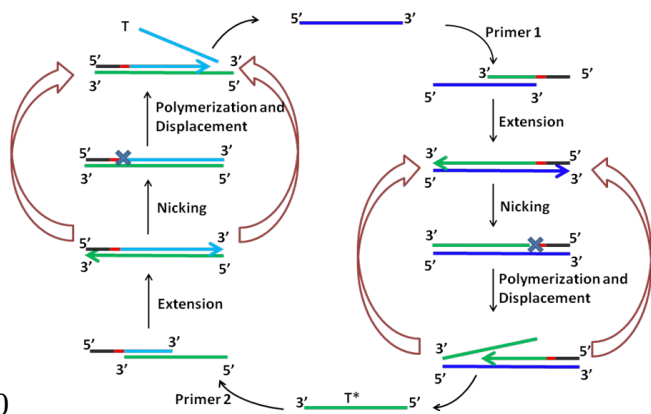 T
5’ 3’
Primer 1
5’ 3’
3’ 5’
3’ 5’
5’ 3’
Polymerization and
Displacement
Extension
5’ 3’
3’ 5’
3’ 5’
5’ 3’
Nicking
Nicking
3’ 5’
5’ 3’
5’ 3’
3’ 5’
Polymerization and
Displacement
Extension
5’ 3’
3’ 5’
3’ 5’
5’ 3’
Primer 2
3’ T* 5’
)